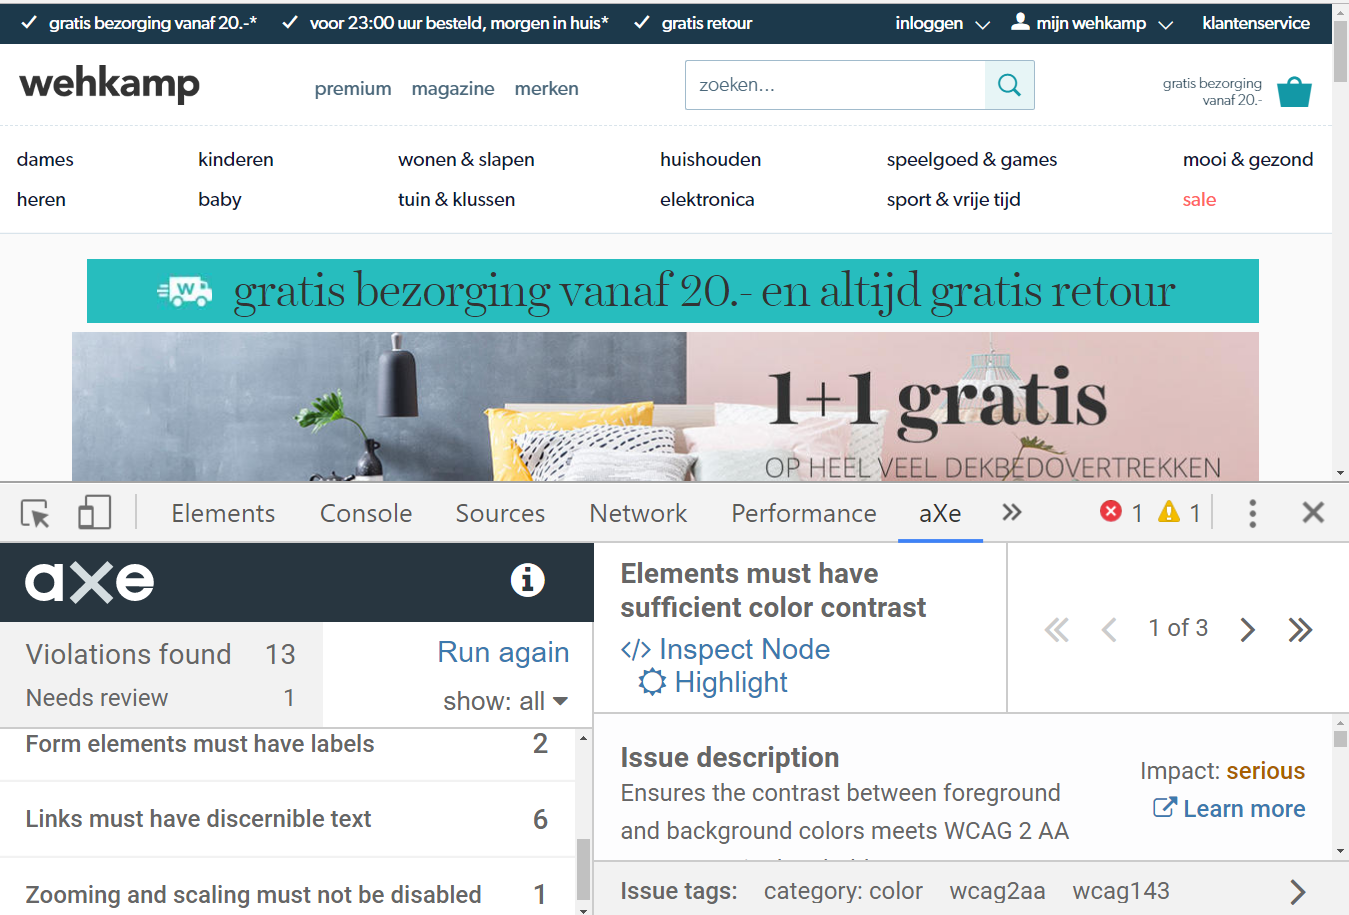 gratis bezorging vanaf 20.-* voor 23:00 uur besteld, morgen in huis* gratis retour inloggen mijn wehkamp klantenservice
wehkamp premium magazine merken zoeken... gratis bezorging
vanaf 20.-
dames kinderen wonen & slapen huishouden speelgoed & games mooi & gezond
heren baby tuin & klussen elektronica sport & vrije tijd sale
W gratis bezorging vanaf 20.- en altijd gratis retour
1+1 gratis
OP HEEL VEEL DEKBEDOVERTREKKEN
Elements Console Sources Network Performance aXe 1 1
axe
Violations found 13 Run again
Needs review 1 show: all
Form elements must have labels 2
Links must have discernible text 6
Zooming and scaling must not be disabled 1
Elements must have
sufficient color contrast
</> Inspect Node
Highlight
1 of 3
Issue description
Ensures the contrast between foreground
and background colors meets WCAG 2 AA
Impact: serious
Learn more
Issue tags: category: color wcag2aa wcag143